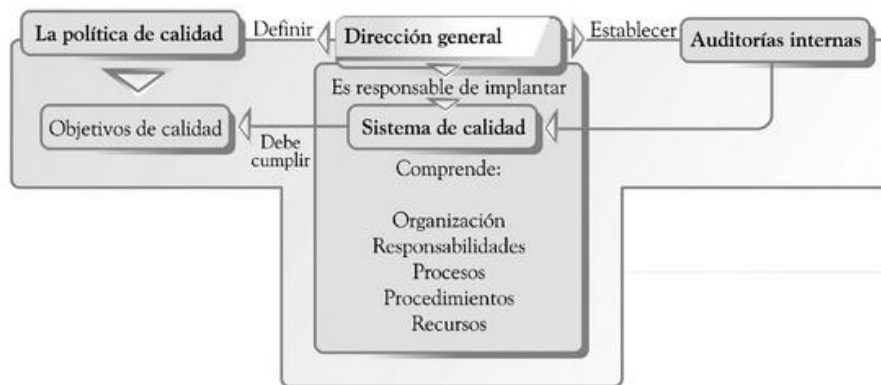 La política de calidad
Definir
Dirección general
Establecer
Auditorías internas
Es responsable de implantar
Objetivos de calidad
Debe
cumplir
Sistema de calidad
Comprende:
Organización
Responsabilidades
Procesos
Procedimientos
Recursos